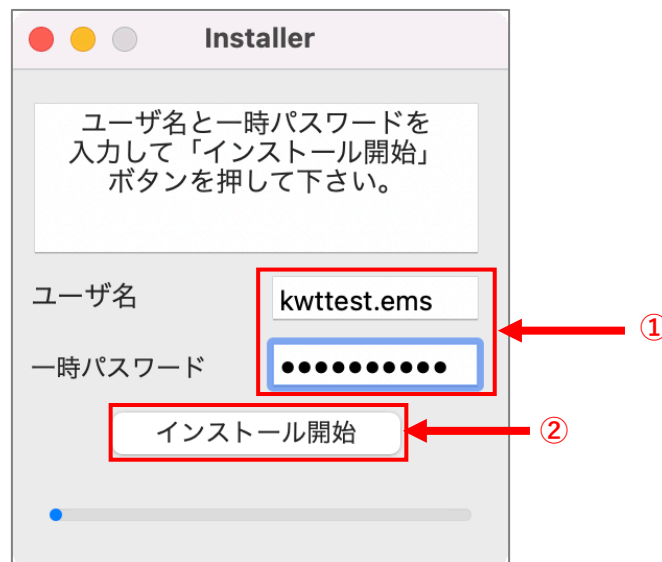 Installer
ユーザ名と一時パスワードを
入力して「インストール開始」
ボタンを押して下さい。
ユーザ名
kwttest.ems
①
一時パスワード
●●●●●●●●●●
インストール開始
②